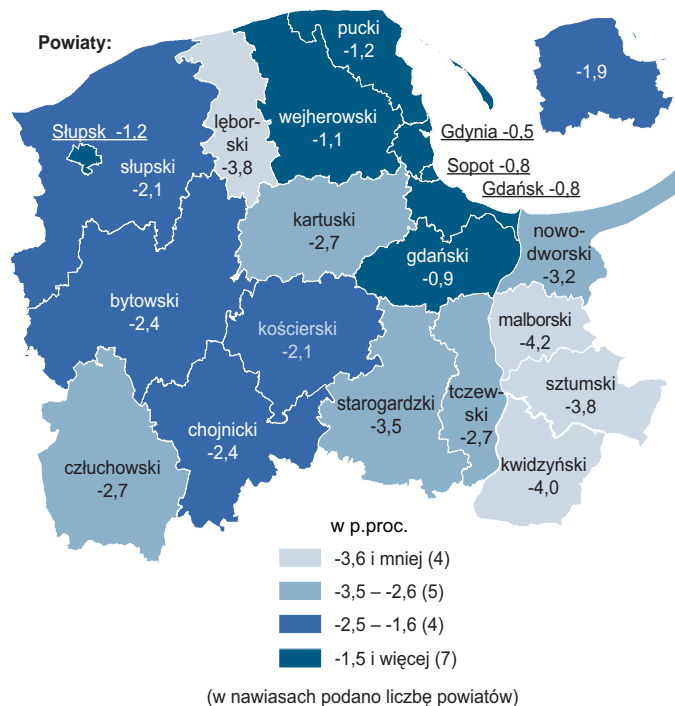 Powiaty:
pucki
-1,2
-1,9
wejherowski
-1,1
lębor-
ski
-3,8
Słupsk -1,2
słupski
-2,1
Gdynia -0,5
Sopot -0,8
Gdańsk -0,8
kartuski
-2,7
nowo-
dworski
-3,2
gdański
-0,9
bytowski
-2,4
kościerski
-2,1
malborski
-4,2
sztumski
-3,8
starogardzki
-3,5
tczew-
ski
-2,7
chojnicki
-2,4
człuchowski
-2,7
kwidzyński
-4,0
w p.proc.
-3,6 i mniej (4)
-3,5 – -2,6 (5)
-2,5 – -1,6 (4)
-1,5 i więcej (7)
(w nawiasach podano liczbę powiatów)